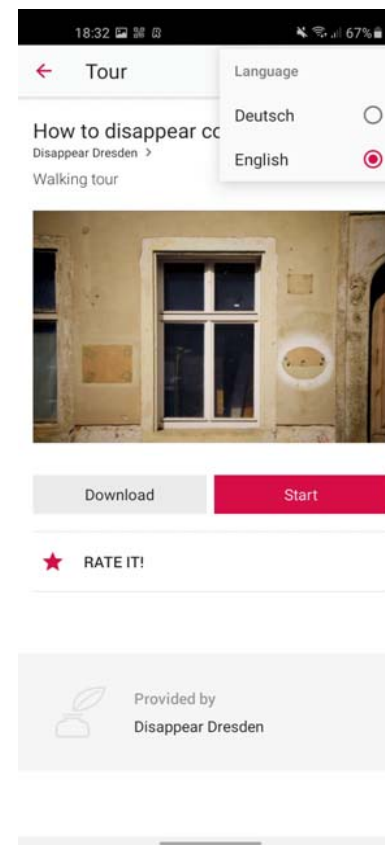 18:32
67%
Tour
Language
Deutsch
English
How to disappear
Disappear Dresden >
Walking tour
Download
Start
RATE IT!
Provided by
Disappear Dresden